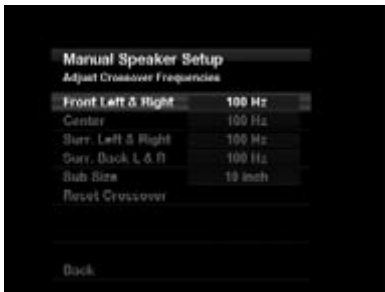 Manual Speaker Setup
Adjust Crossover Frequencies
Front Left & Right 100 Hz
Center 100 Hz
Surr. Left & Right 100 Hz
Surr. Back L & R 100 Hz
Sub Size 10 inch
Reset Crossover
Back